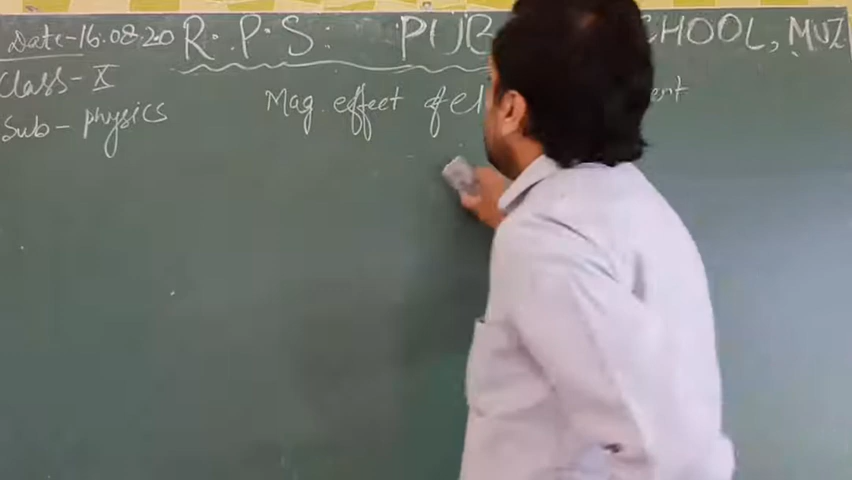 Date-16.08.20 R.P.S. PUB CHOOL, MUZ
Class - X
Mag. effect of el ent
Sub - physics